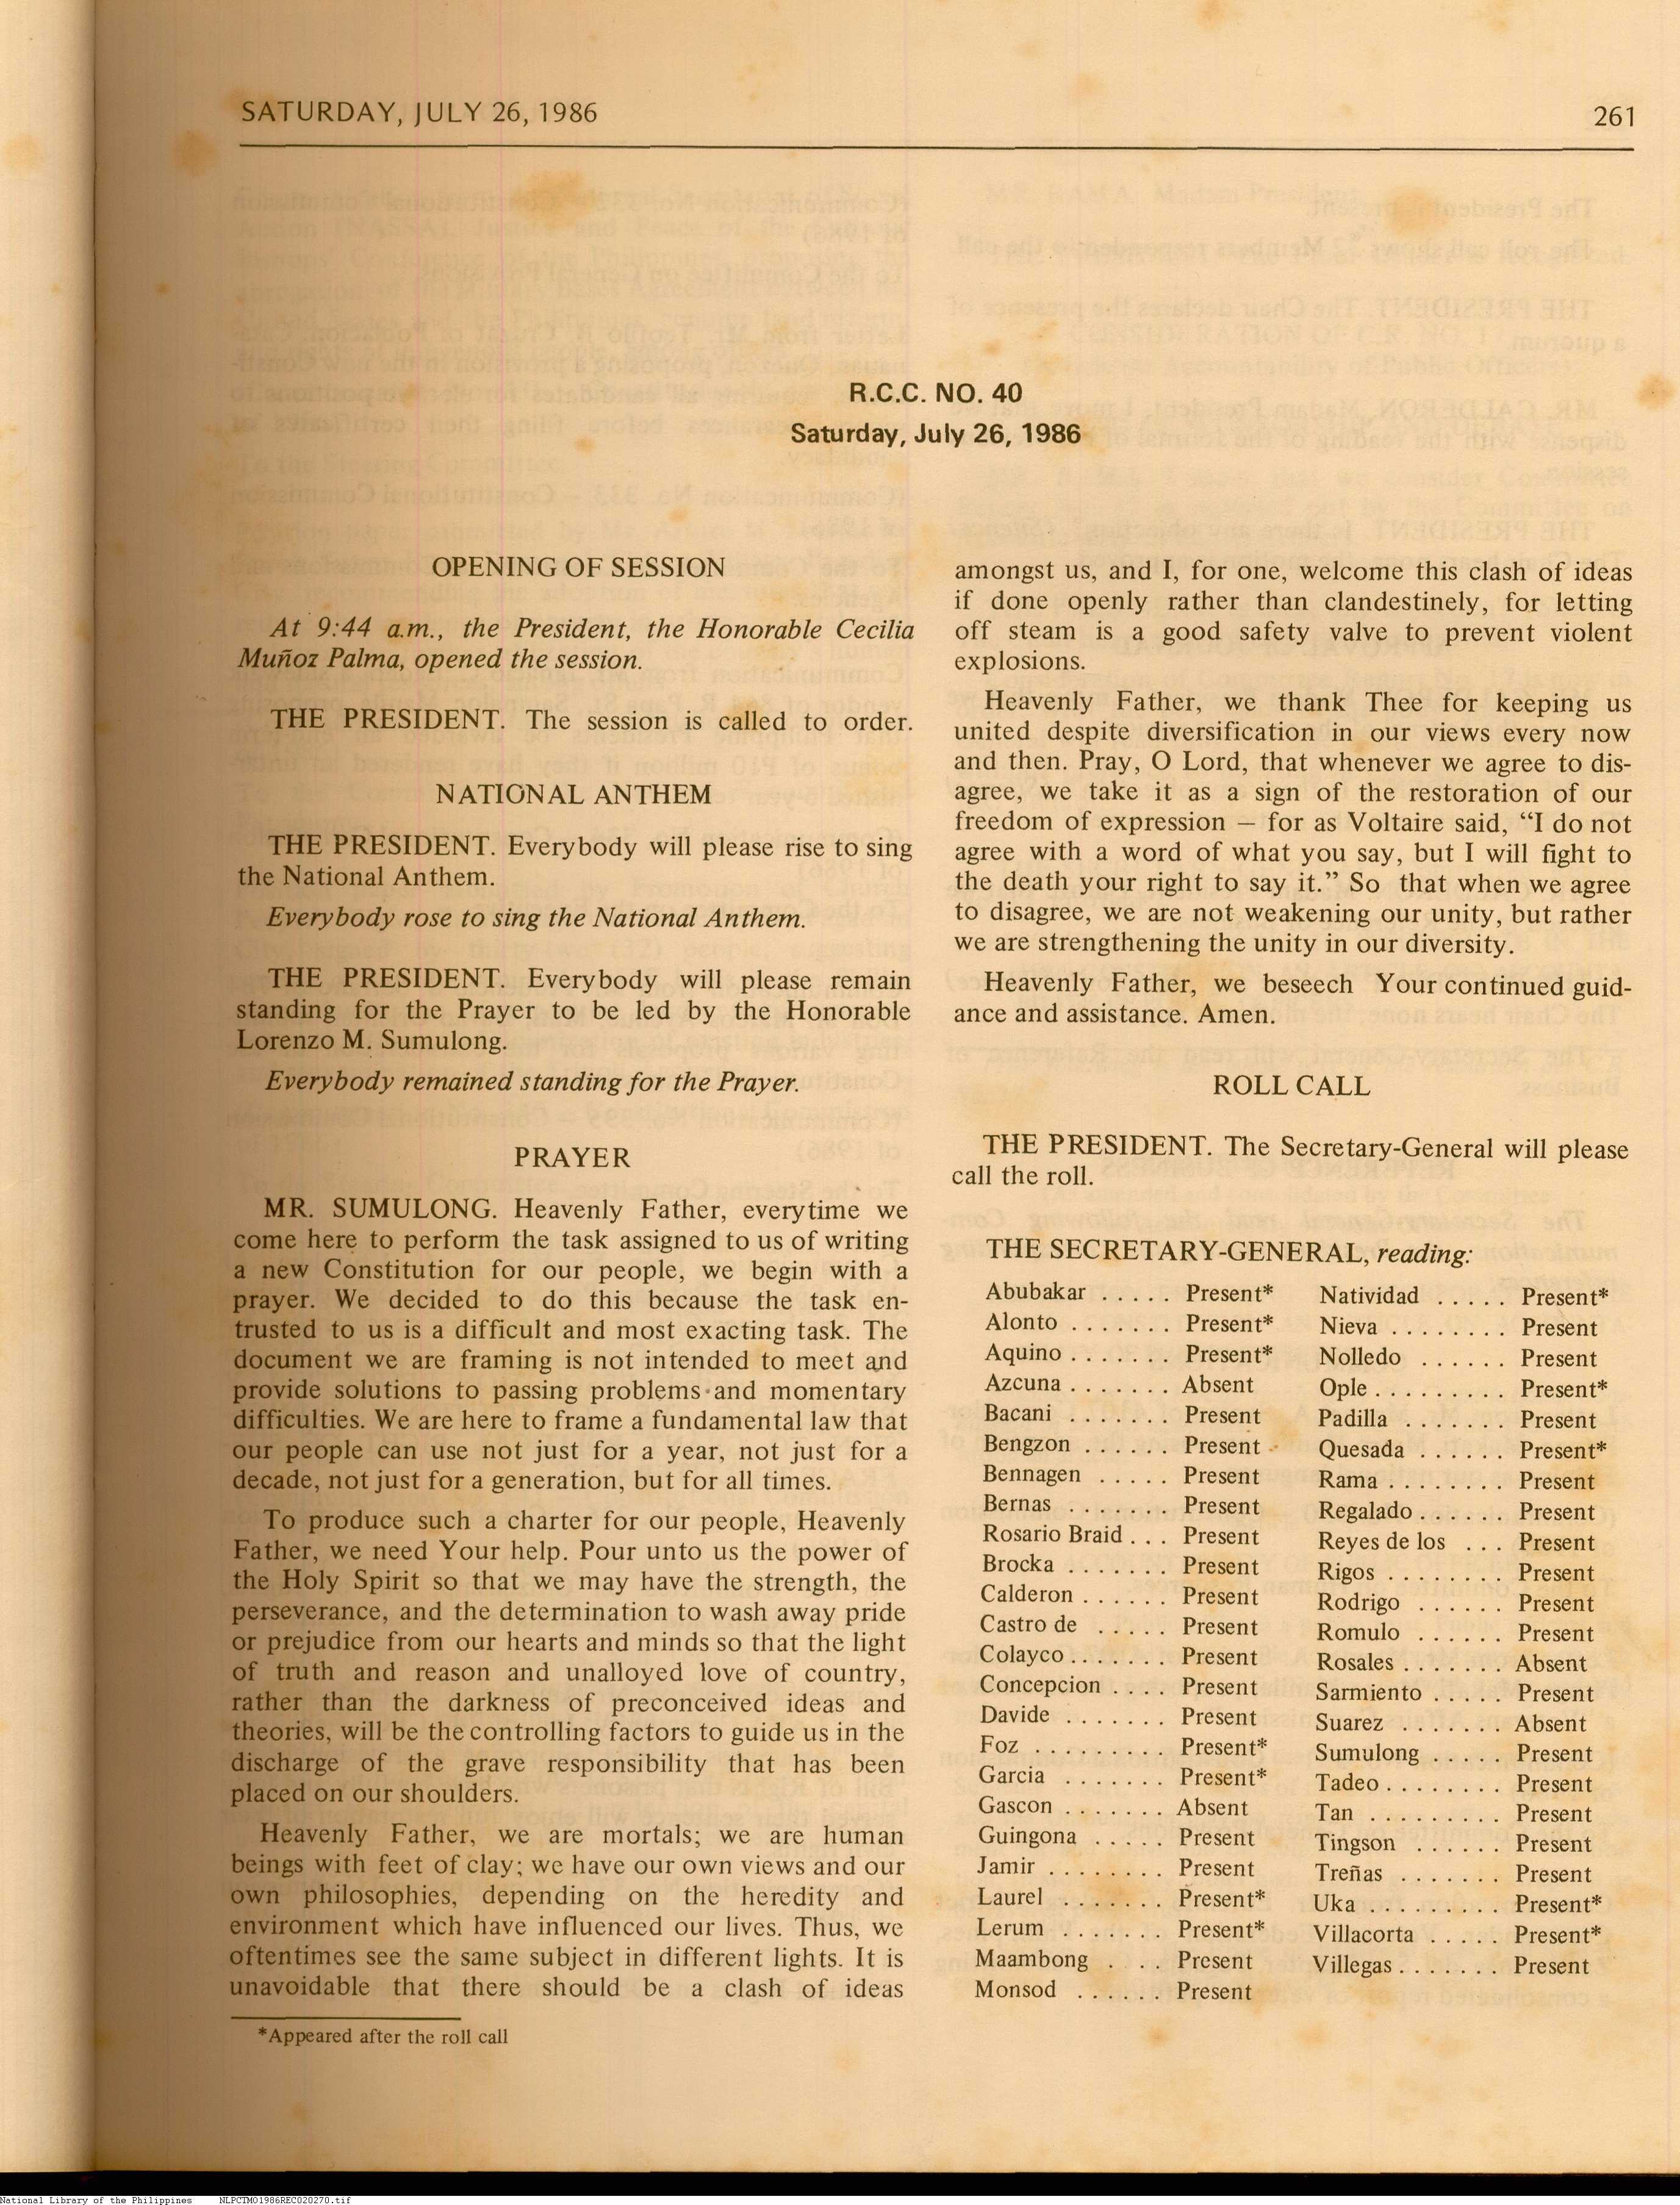 SATURDAY, JULY 26, 1986 261
R.C.C. NO. 40
Saturday, July 26, 1986
OPENING OF SESSION
At 9:44 a.m., the President, the Honorable Cecilia
Muñoz Palma, opened the session.
THE PRESIDENT. The session is called to order.
NATIONAL ANTHEM
THE PRESIDENT. Everybody will please rise to sing
the National Anthem.
Everybody rose to sing the National Anthem.
THE PRESIDENT. Everybody will please remain
standing for the Prayer to be led by the Honorable
Lorenzo M. Sumulong.
Everybody remained standing for the Prayer.
PRAYER
MR. SUMULONG. Heavenly Father, everytime we
come here to perform the task assigned to us of writing
a new Constitution for our people, we begin with a
prayer. We decided to do this because the task en-
trusted to us is a difficult and most exacting task. The
document we are framing is not intended to meet and
provide solutions to passing problems and momentary
difficulties. We are here to frame a fundamental law that
our people can use not just for a year, not just for a
decade, not just for a generation, but for all times.
To produce such a charter for our people, Heavenly
Father, we need Your help. Pour unto us the power of
the Holy Spirit so that we may have the strength, the
perseverance, and the determination to wash away pride
or prejudice from our hearts and minds so that the light
of truth and reason and unalloyed love of country,
rather than the darkness of preconceived ideas and
theories, will be the controlling factors to guide us in the
discharge of the grave responsibility that has been
placed on our shoulders.
Heavenly Father, we are mortals; we are human
beings with feet of clay; we have our own views and our
own philosophies, depending on the heredity and
environment which have influenced our lives. Thus, we
oftentimes see the same subject in different lights. It is
unavoidable that there should be a clash of ideas
*Appeared after the roll call
amongst us, and I, for one, welcome this clash of ideas
if done openly rather than clandestinely, for letting
off steam is a good safety valve to prevent violent
explosions.
Heavenly Father, we thank Thee for keeping us
united despite diversification in our views every now
and then. Pray, O Lord, that whenever we agree to dis-
agree, we take it as a sign of the restoration of our
freedom of expression — for as Voltaire said, “I do not
agree with a word of what you say, but I will fight to
the death your right to say it.” So that when we agree
to disagree, we are not weakening our unity, but rather
we are strengthening the unity in our diversity.
Heavenly Father, we beseech Your continued guid-
ance and assistance. Amen.
ROLL CALL
THE PRESIDENT. The Secretary-General will please
call the roll.
THE SECRETARY-GENERAL, reading:
Abubakar ..... Present*
Alonto ....... Present*
Aquino ....... Present*
Azcuna ....... Absent
Bacani ....... Present
Bengzon ...... Present
Bennagen ..... Present
Bernas ....... Present
Rosario Braid ... Present
Brocka ....... Present
Calderon ...... Present
Castro de ..... Present
Colayco ....... Present
Concepcion .... Present
Davide ....... Present
Foz ......... Present*
Garcia ....... Present*
Gascon ....... Absent
Guingona ..... Present
Jamir ........ Present
Laurel ....... Present*
Lerum ....... Present*
Maambong . .. Present
Monsod ...... Present
Natividad ..... Present*
Nieva ........ Present
Nolledo ...... Present
Ople ......... Present*
Padilla ....... Present
Quesada ...... Present*
Rama ........ Present
Regalado ...... Present
Reyes de los ... Present
Rigos ........ Present
Rodrigo ...... Present
Romulo ...... Present
Rosales ....... Absent
Sarmiento ..... Present
Suarez ....... Absent
Sumulong ..... Present
Tadeo ........ Present
Tan ......... Present
Tingson ...... Present
Treñas ....... Present
Uka ......... Present*
Villacorta ..... Present*
Villegas ....... Present
National Library of the Philippines NLPCTMO1986REC020270.tif